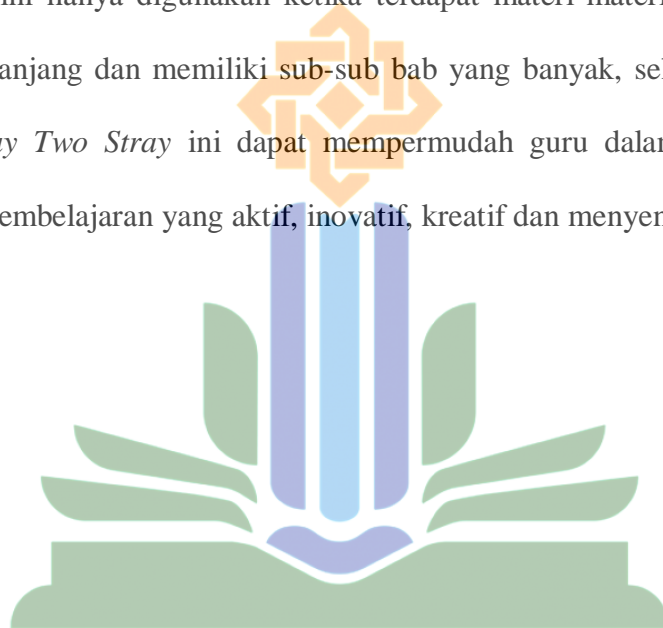 ini hanya digunakan ketika terdapat materi-materi
anjang dan memiliki sub-sub bab yang banyak, sel
ay Two Stray ini dapat mempermudah guru dalam
embelajaran yang aktif, inovatif, kreatif dan menyen